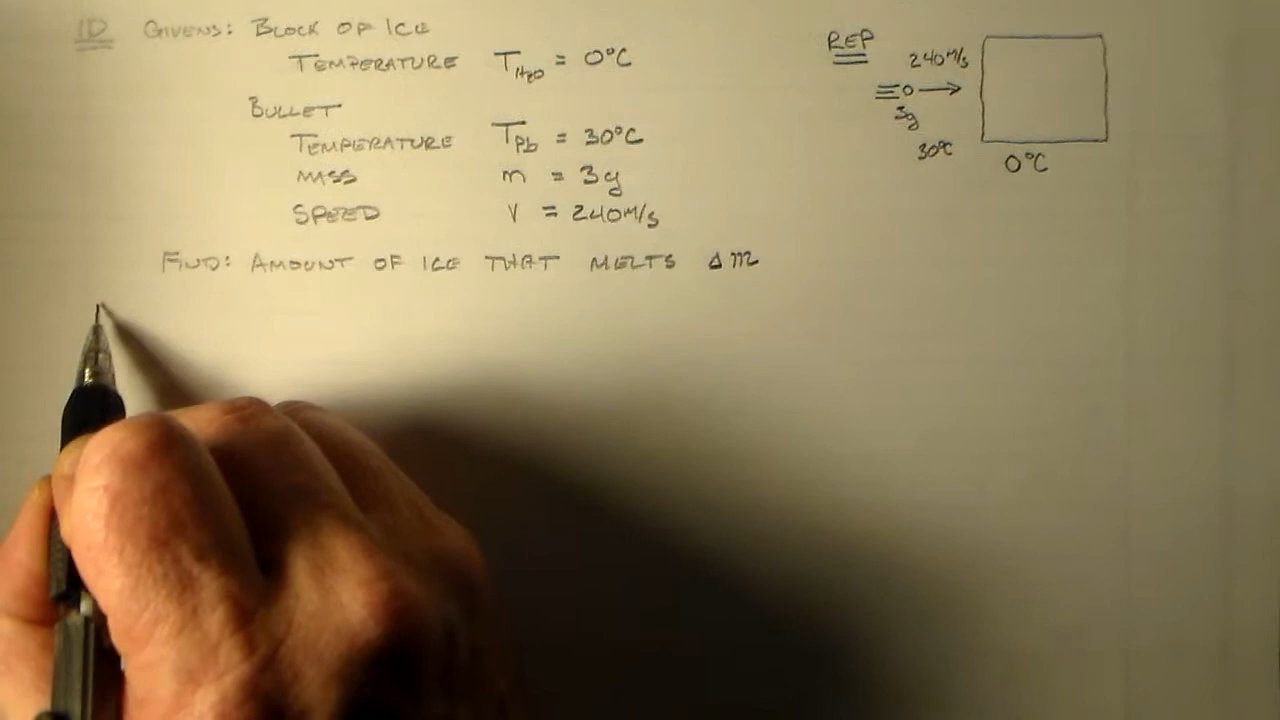 ID GIVENS: BLOCK OF ICE
TEMPERATURE T_H2O = 0°C
BULLET
TEMPERATURE T_Pb = 30°C
MASS m = 3g
SPEED V = 240M/S
FIND: AMOUNT OF ICE THAT MELTS Δm
REP
240M/S
3g
30°C
0°C